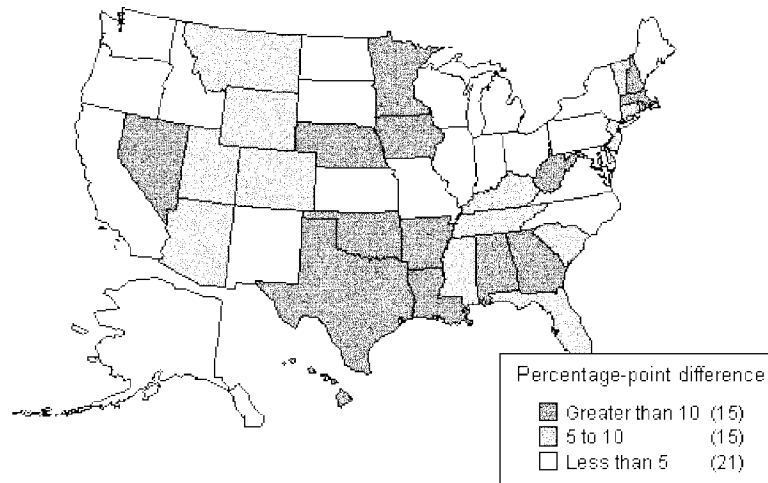 Percentage-point difference
Greater than 10 (15)
5 to 10 (15)
Less than 5 (21)